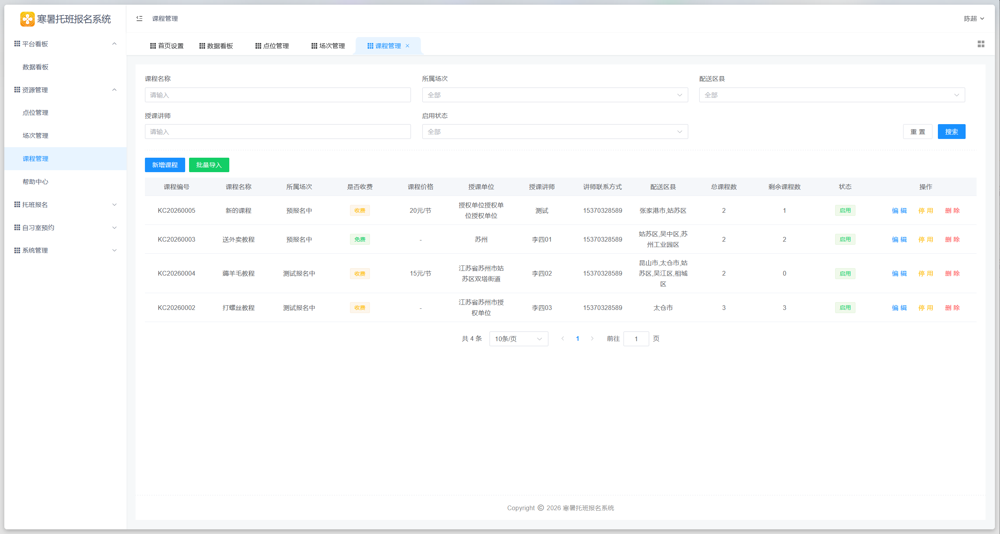 寒暑托班报名系统
课程管理
陈超
平台看板
数据看板
资源管理
点位管理
场次管理
课程管理
帮助中心
托班报名
自习室预约
系统管理
首页设置 数据看板 点位管理 场次管理 课程管理
课程名称 所属场次 配送区县
请输入 全部 全部
授课讲师 启用状态
请输入 全部 重置 搜索
新增课程 批量导入
课程编号 课程名称 所属场次 是否收费 课程价格 授课单位 授课讲师 讲师联系方式 配送区县 总课程数 剩余课程数 状态 操作
KC20260005 新的课程 预报名中 收费 20元/节 授权单位授权单位授权单位 测试 15370328589 张家港市,姑苏区 2 1 启用 编辑 停用 删除
KC20260003 送外卖教程 预报名中 免费 - 苏州 李四01 15370328589 姑苏区,吴中区,苏州工业园区 2 2 启用 编辑 停用 删除
KC20260004 薅羊毛教程 测试报名中 收费 15元/节 江苏省苏州市姑苏区双塔街道 李四02 15370328589 昆山市,太仓市,姑苏区,吴江区,相城区 2 0 启用 编辑 停用 删除
KC20260002 打螺丝教程 测试报名中 收费 - 江苏省苏州市授权单位 李四03 15370328589 太仓市 3 3 启用 编辑 停用 删除
共 4 条 10条/页 1 前往 1 页
Copyright © 2026 寒暑托班报名系统